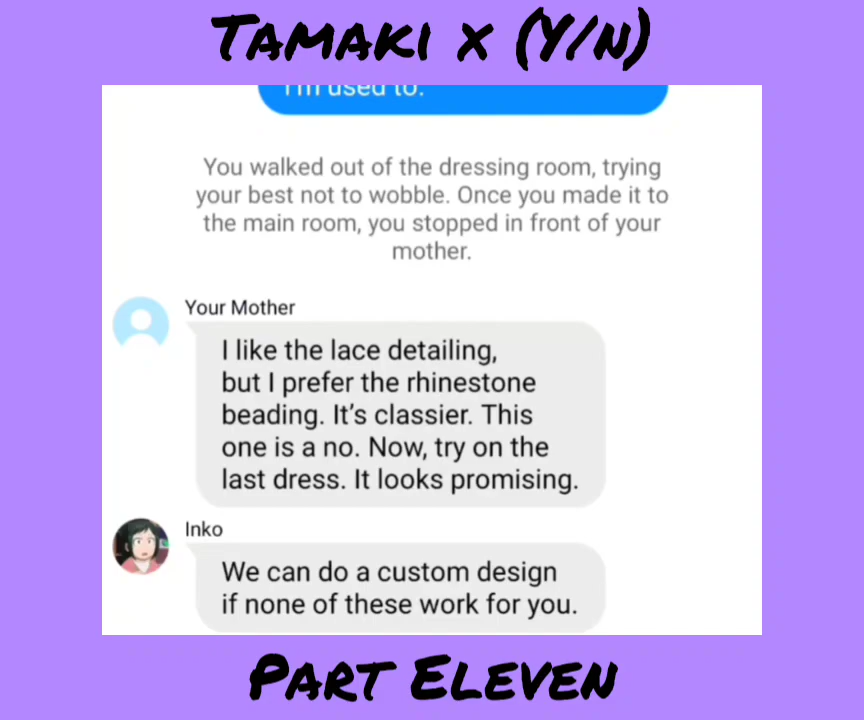 TAMAKI X (Y/N)
I'm used to.
You walked out of the dressing room, trying
your best not to wobble. Once you made it to
the main room, you stopped in front of your
mother.
Your Mother
I like the lace detailing,
but I prefer the rhinestone
beading. It's classier. This
one is a no. Now, try on the
last dress. It looks promising.
Inko
We can do a custom design
if none of these work for you.
PART ELEVEN